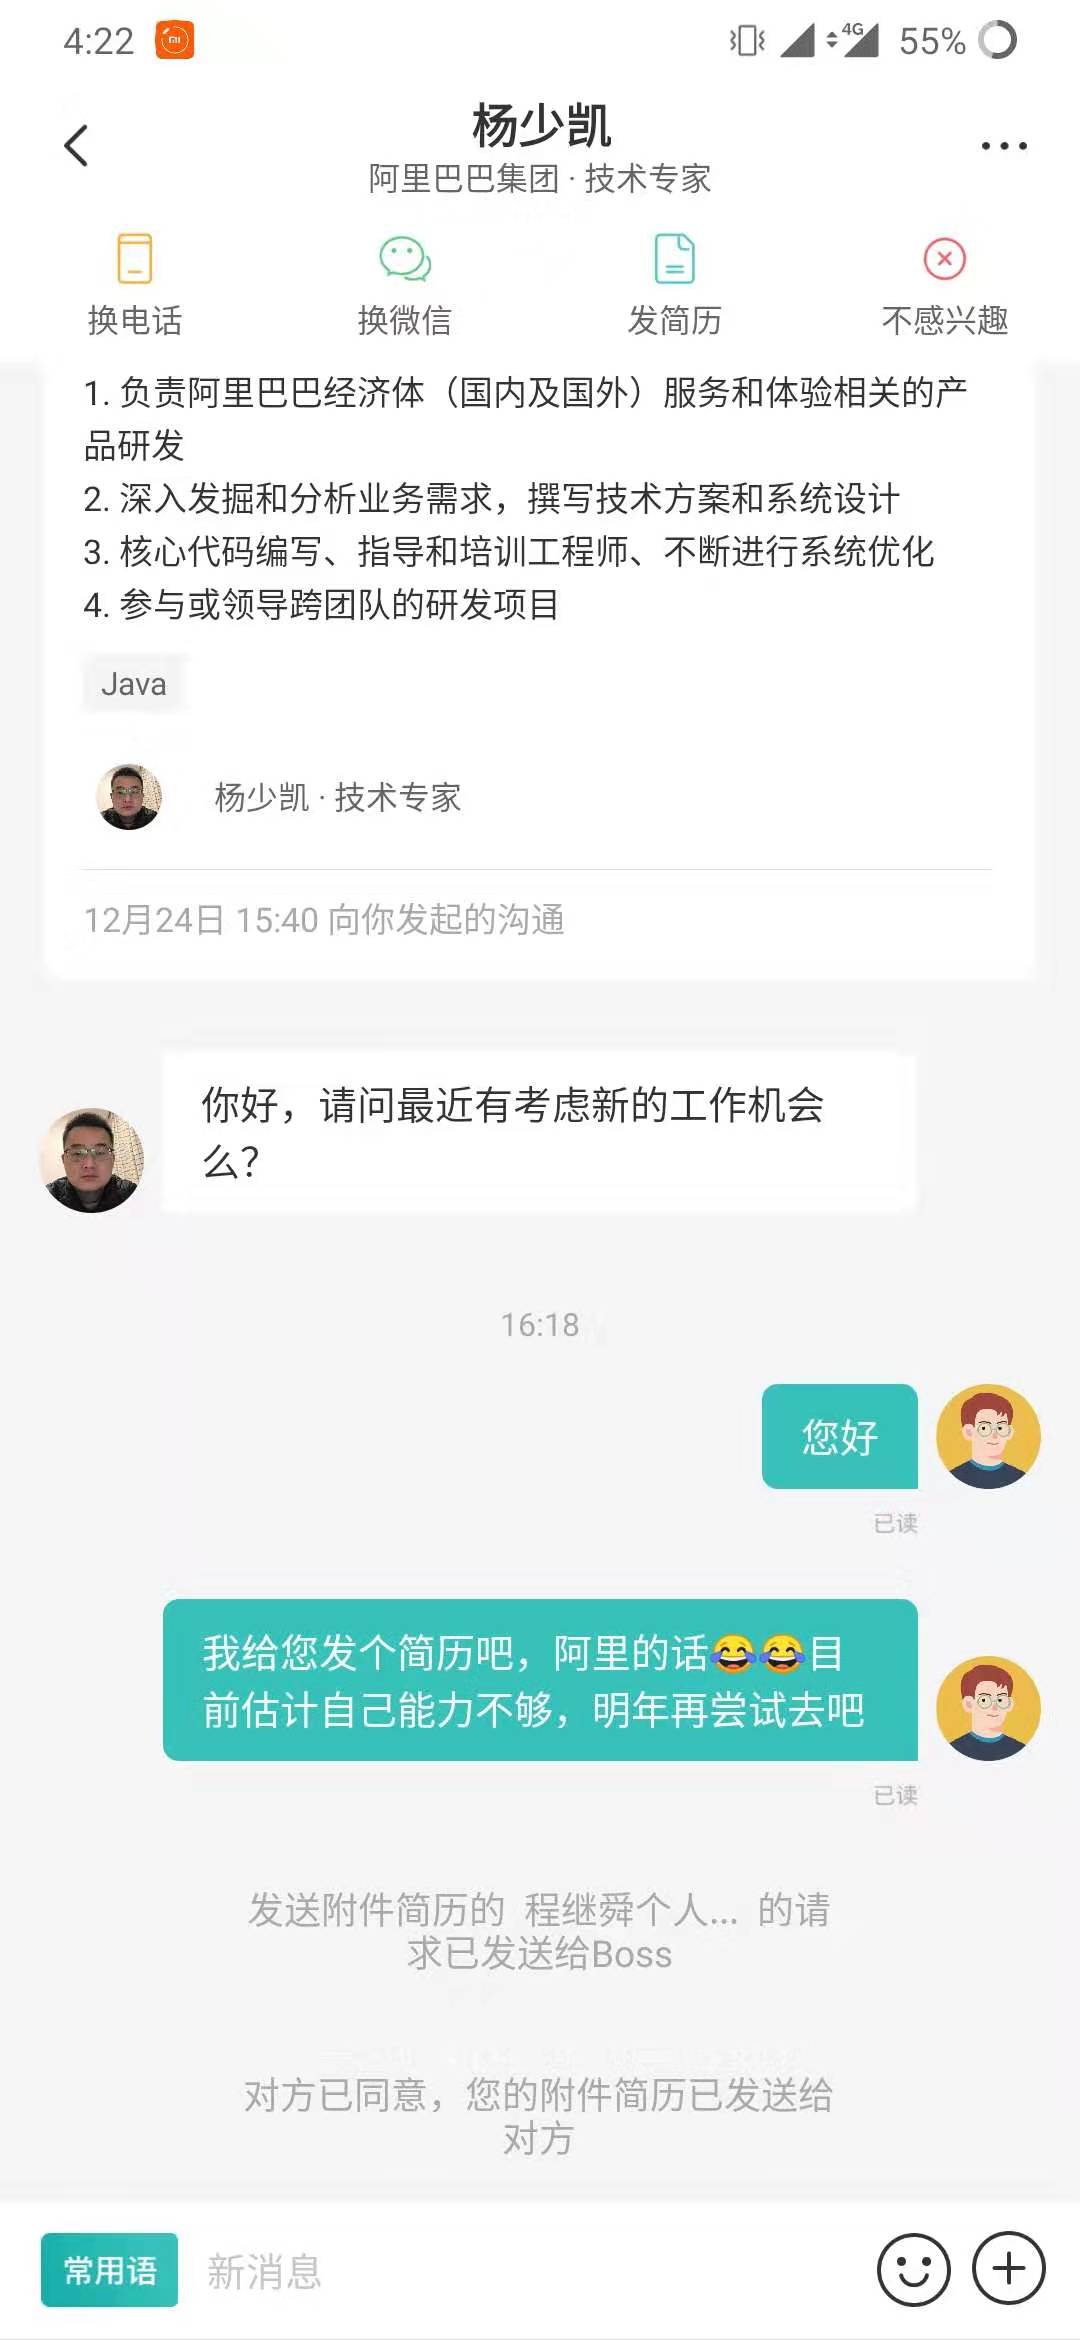 4:22
4G
55%
杨少凯
阿里巴巴集团 · 技术专家
换电话
换微信
发简历
不感兴趣
1. 负责阿里巴巴经济体（国内及国外）服务和体验相关的产
品研发
2. 深入发掘和分析业务需求，撰写技术方案和系统设计
3. 核心代码编写、指导和培训工程师、不断进行系统优化
4. 参与或领导跨团队的研发项目
Java
杨少凯 · 技术专家
12月24日 15:40 向你发起的沟通
你好，请问最近有考虑新的工作机会
么？
16:18
您好
已读
我给您发个简历吧，阿里的话😂😂目
前估计自己能力不够，明年再尝试去吧
已读
发送附件简历的 程继舜个人... 的请
求已发送给Boss
对方已同意，您的附件简历已发送给
对方
常用语
新消息